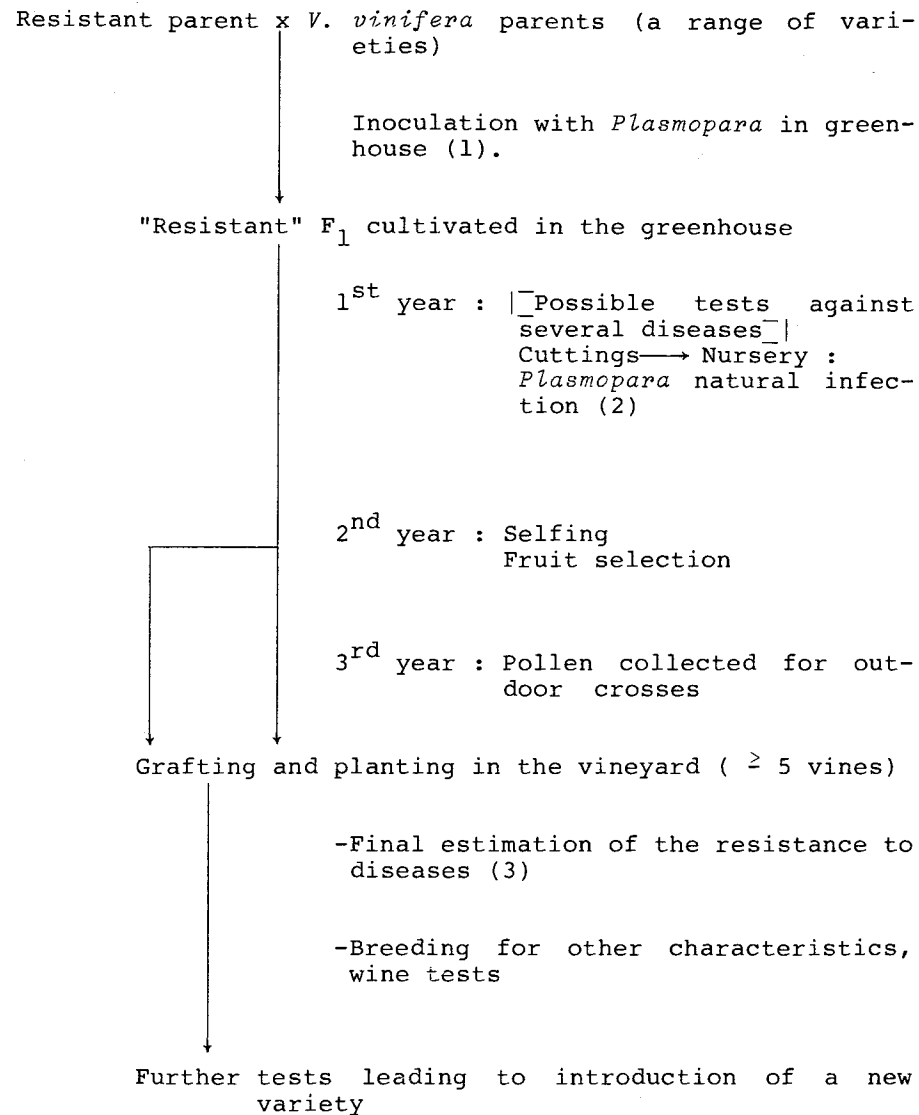 Resistant parent x V. vinifera parents (a range of vari-
eties)
Inoculation with Plasmopara in green-
house (1).
"Resistant" F1 cultivated in the greenhouse
1st year : |‾Possible tests against
several diseases_|
Cuttings⟶ Nursery :
Plasmopara natural infec-
tion (2)
2nd year : Selfing
Fruit selection
3rd year : Pollen collected for out-
door crosses
Grafting and planting in the vineyard ( ≥ 5 vines)
-Final estimation of the resistance to
diseases (3)
-Breeding for other characteristics,
wine tests
Further tests leading to introduction of a new
variety